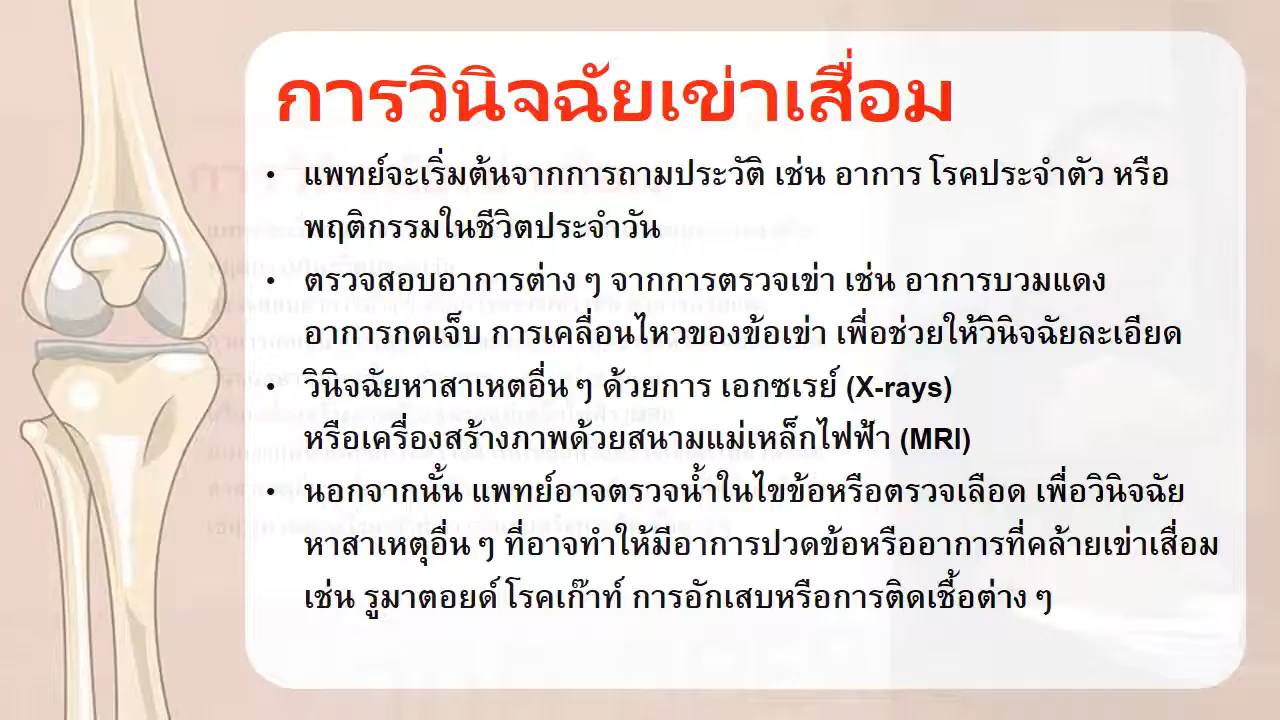 การวินิจฉัยเข่าเสื่อม
• แพทย์จะเริ่มต้นจากการถามประวัติ เช่น อาการ โรคประจำตัว หรือ
พฤติกรรมในชีวิตประจำวัน
• ตรวจสอบอาการต่าง ๆ จากการตรวจเข่า เช่น อาการบวมแดง
อาการกดเจ็บ การเคลื่อนไหวของข้อเข่า เพื่อช่วยให้วินิจฉัยละเอียด
• วินิจฉัยหาสาเหตอื่น ๆ ด้วยการ เอกซเรย์ (X-rays)
หรือเครื่องสร้างภาพด้วยสนามแม่เหล็กไฟฟ้า (MRI)
• นอกจากนั้น แพทย์อาจตรวจน้ำในไขข้อหรือตรวจเลือด เพื่อวินิจฉัย
หาสาเหตุอื่น ๆ ที่อาจทำให้มีอาการปวดข้อหรืออาการที่คล้ายเข่าเสื่อม
เช่น รูมาตอยด์ โรคเก๊าท์ การอักเสบหรือการติดเชื้อต่าง ๆ